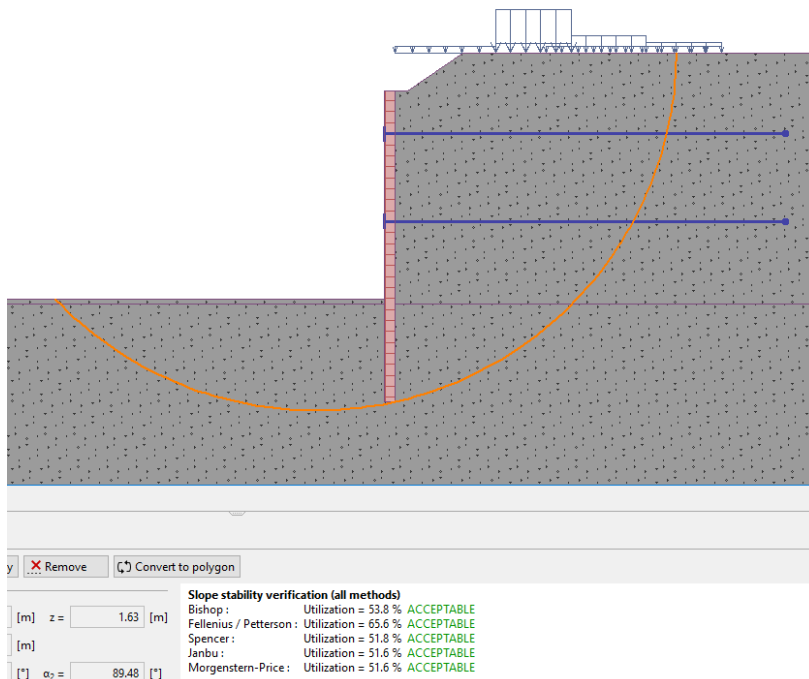 y Remove Convert to polygon
[m] z = 1.63 [m]
[m]
[°] α₂ = 89.48 [°]
Slope stability verification (all methods)
Bishop : Utilization = 53.8 % ACCEPTABLE
Fellenius / Petterson : Utilization = 65.6 % ACCEPTABLE
Spencer : Utilization = 51.8 % ACCEPTABLE
Janbu : Utilization = 51.6 % ACCEPTABLE
Morgenstern-Price : Utilization = 51.6 % ACCEPTABLE